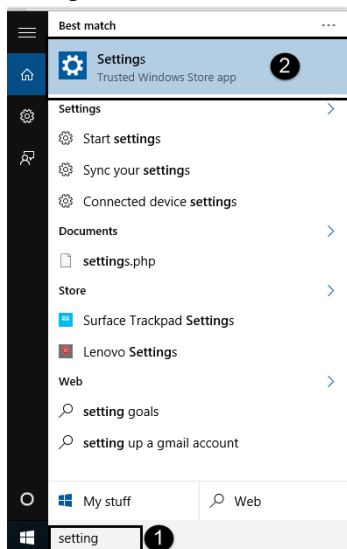 Best match
...
Settings
Trusted Windows Store app
2
Settings
Start settings
Sync your settings
Connected device settings
Documents
settings.php
Store
Surface Trackpad Settings
Lenovo Settings
Web
setting goals
setting up a gmail account
My stuff
Web
setting
1